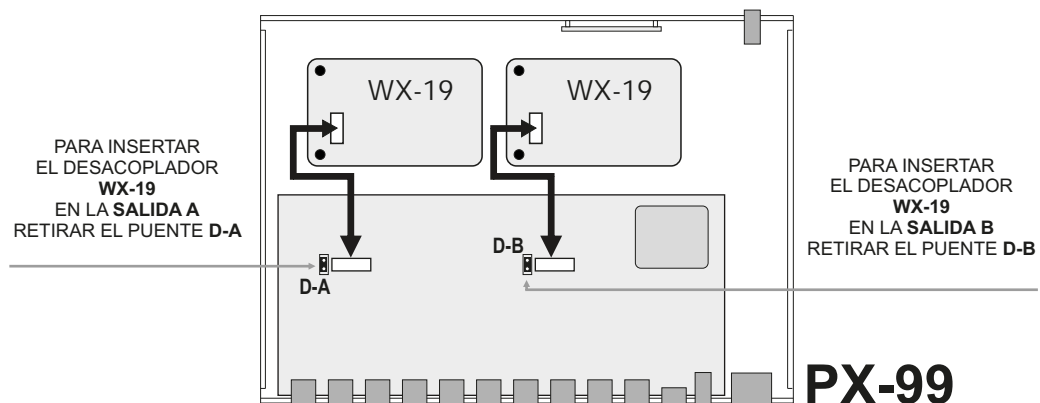 WX-19
WX-19
PARA INSERTAR
EL DESACOPLADOR
WX-19
EN LA SALIDA A
RETIRAR EL PUENTE D-A
PARA INSERTAR
EL DESACOPLADOR
WX-19
EN LA SALIDA B
RETIRAR EL PUENTE D-B
D-B
D-A
PX-99